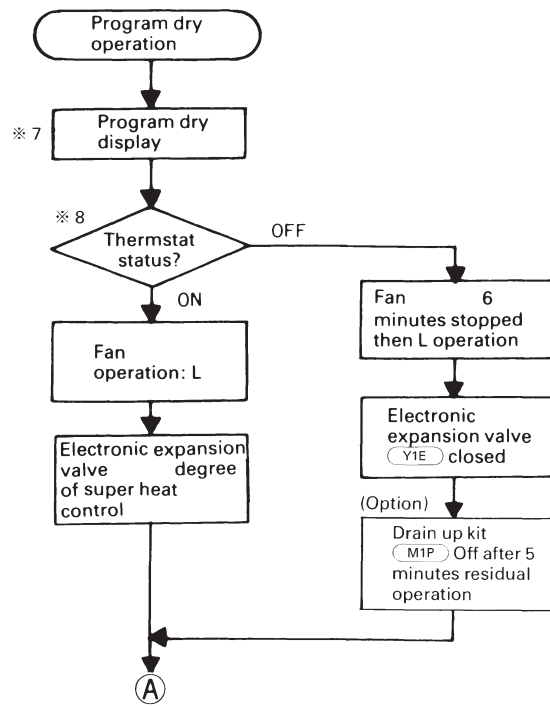 Program dry
operation
※ 7
Program dry
display
※ 8
Thermstat
status?
OFF
ON
Fan
operation: L
Electronic expansion
valve degree
of super heat
control
Fan 6
minutes stopped
then L operation
Electronic
expansion valve
Y1E closed
(Option)
Drain up kit
M1P Off after 5
minutes residual
operation
A